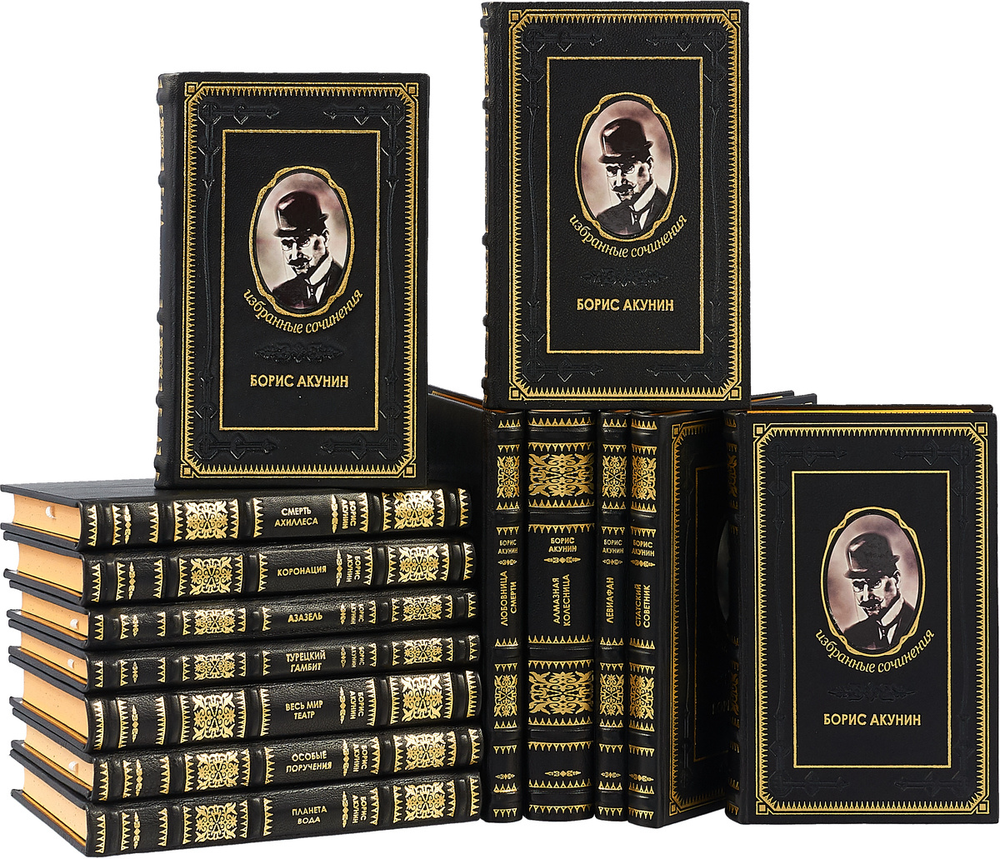 избранные сочинения
БОРИС АКУНИН
избранные сочинения
БОРИС АКУНИН
СМЕРТЬ
АХИЛЛЕСА
БОРИС
АКУНИН
КОРОНАЦИЯ
БОРИС
АКУНИН
АЗАЗЕЛЬ
БОРИС
АКУНИН
ТУРЕЦКИЙ
ГАМБИТ
БОРИС
АКУНИН
ВЕСЬ МИР
ТЕАТР
БОРИС
АКУНИН
ОСОБЫЕ
ПОРУЧЕНИЯ
БОРИС
АКУНИН
ПЛАНЕТА
ВОДА
БОРИС
АКУНИН
БОРИС
АКУНИН
ЛЮБОВНИЦА
СМЕРТИ
БОРИС
АКУНИН
АЛМАЗНАЯ
КОЛЕСНИЦА
БОРИС
АКУНИН
ЛЕВИАФАН
БОРИС
АКУНИН
СТАТСКИЙ
СОВЕТНИК
избранные сочинения
БОРИС АКУНИН